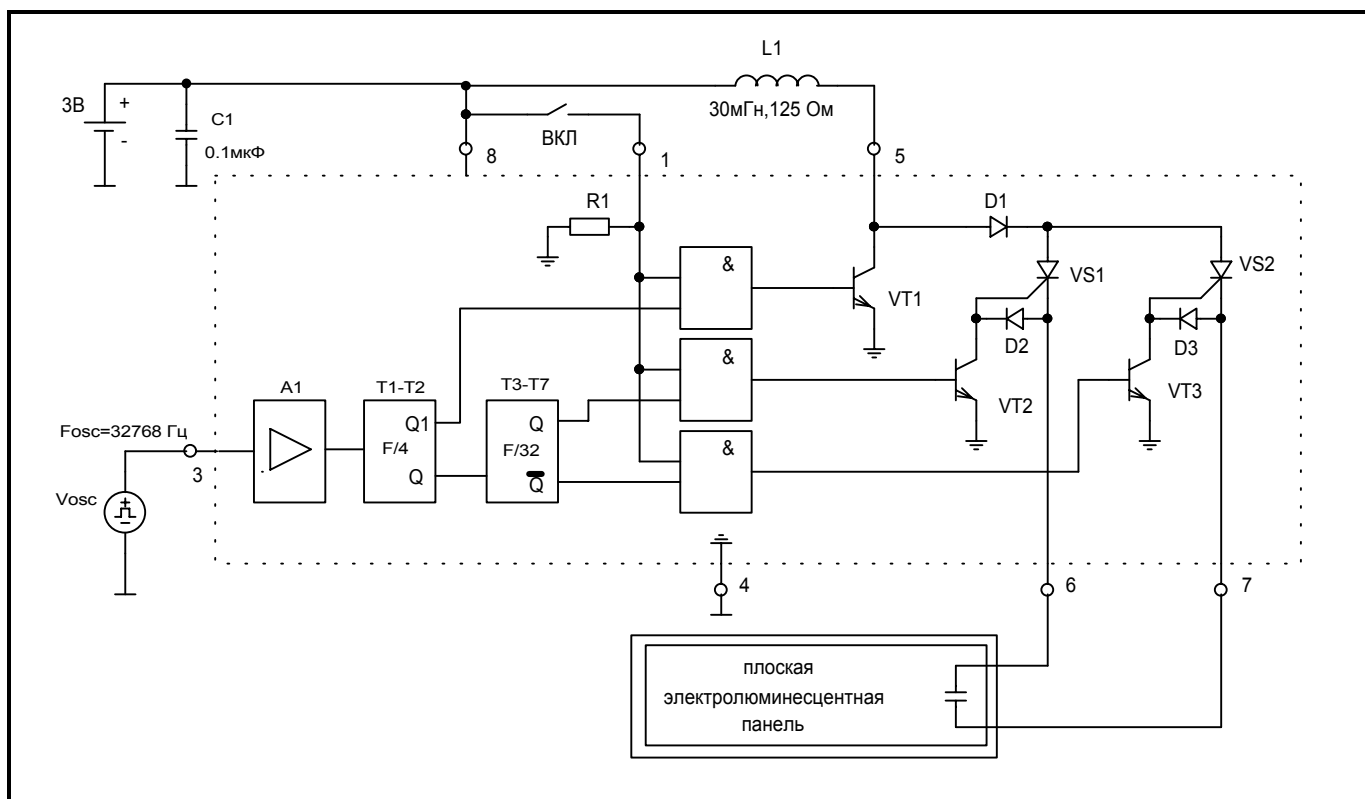 L1
3В
+
-
C1
0.1мкФ
30мГн,125 Ом
ВКЛ
8
1
5
R1
D1
&
VS1
VS2
VT1
D2
D3
&
VT2
VT3
A1
T1-T2
T3-T7
Q1
Q
F/4
F/32
Q
Q
&
Fosc=32768 Гц
3
Vosc
4
6
7
плоская
электролюминесцентная
панель